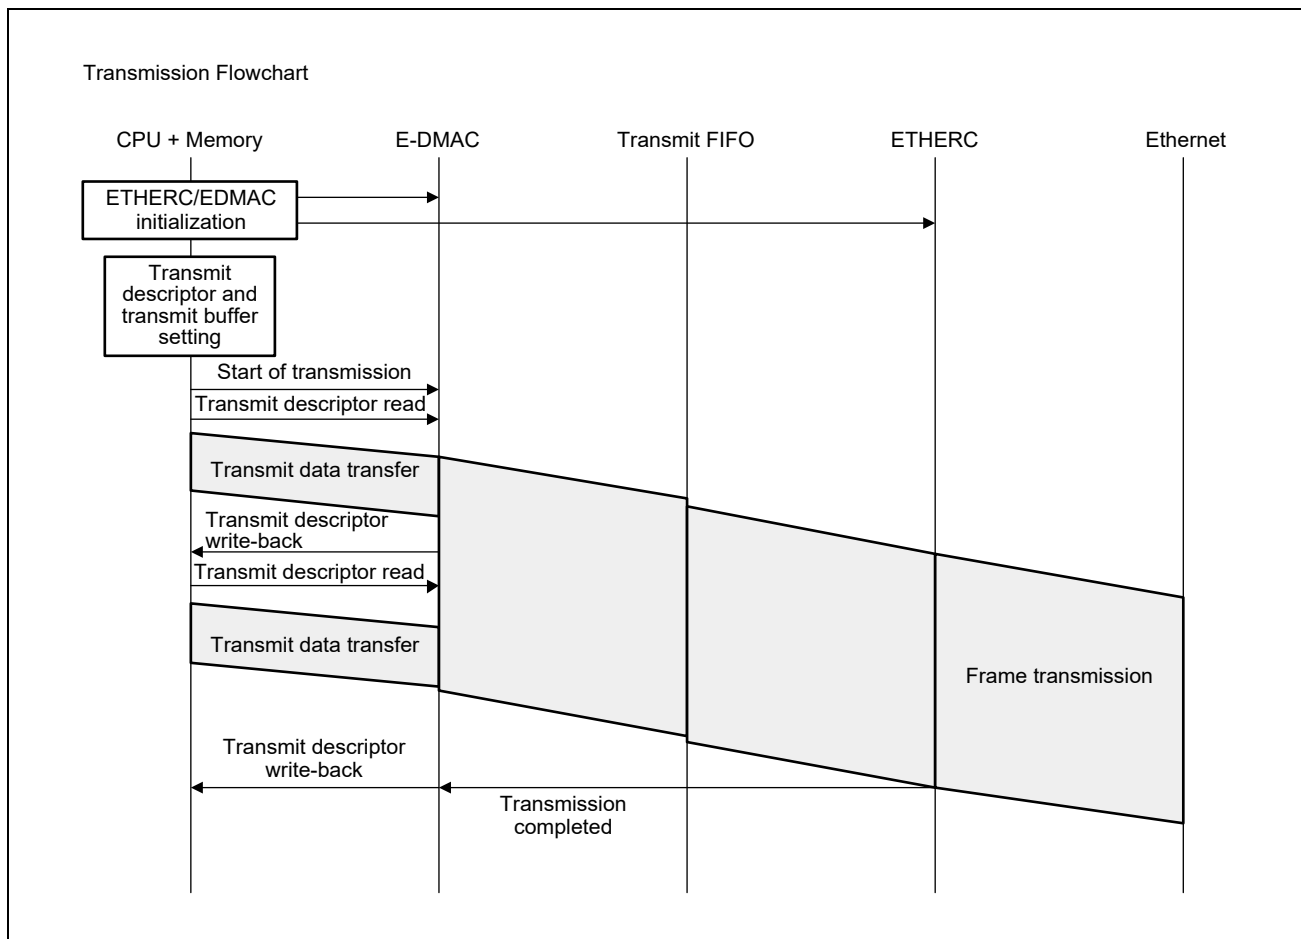 Transmission Flowchart
CPU + Memory
E-DMAC
Transmit FIFO
ETHERC
Ethernet
ETHERC/EDMAC
initialization
Transmit
descriptor and
transmit buffer
setting
Start of transmission
Transmit descriptor read
Transmit data transfer
Transmit descriptor
write-back
Transmit descriptor read
Transmit data transfer
Frame transmission
Transmit descriptor
write-back
Transmission
completed